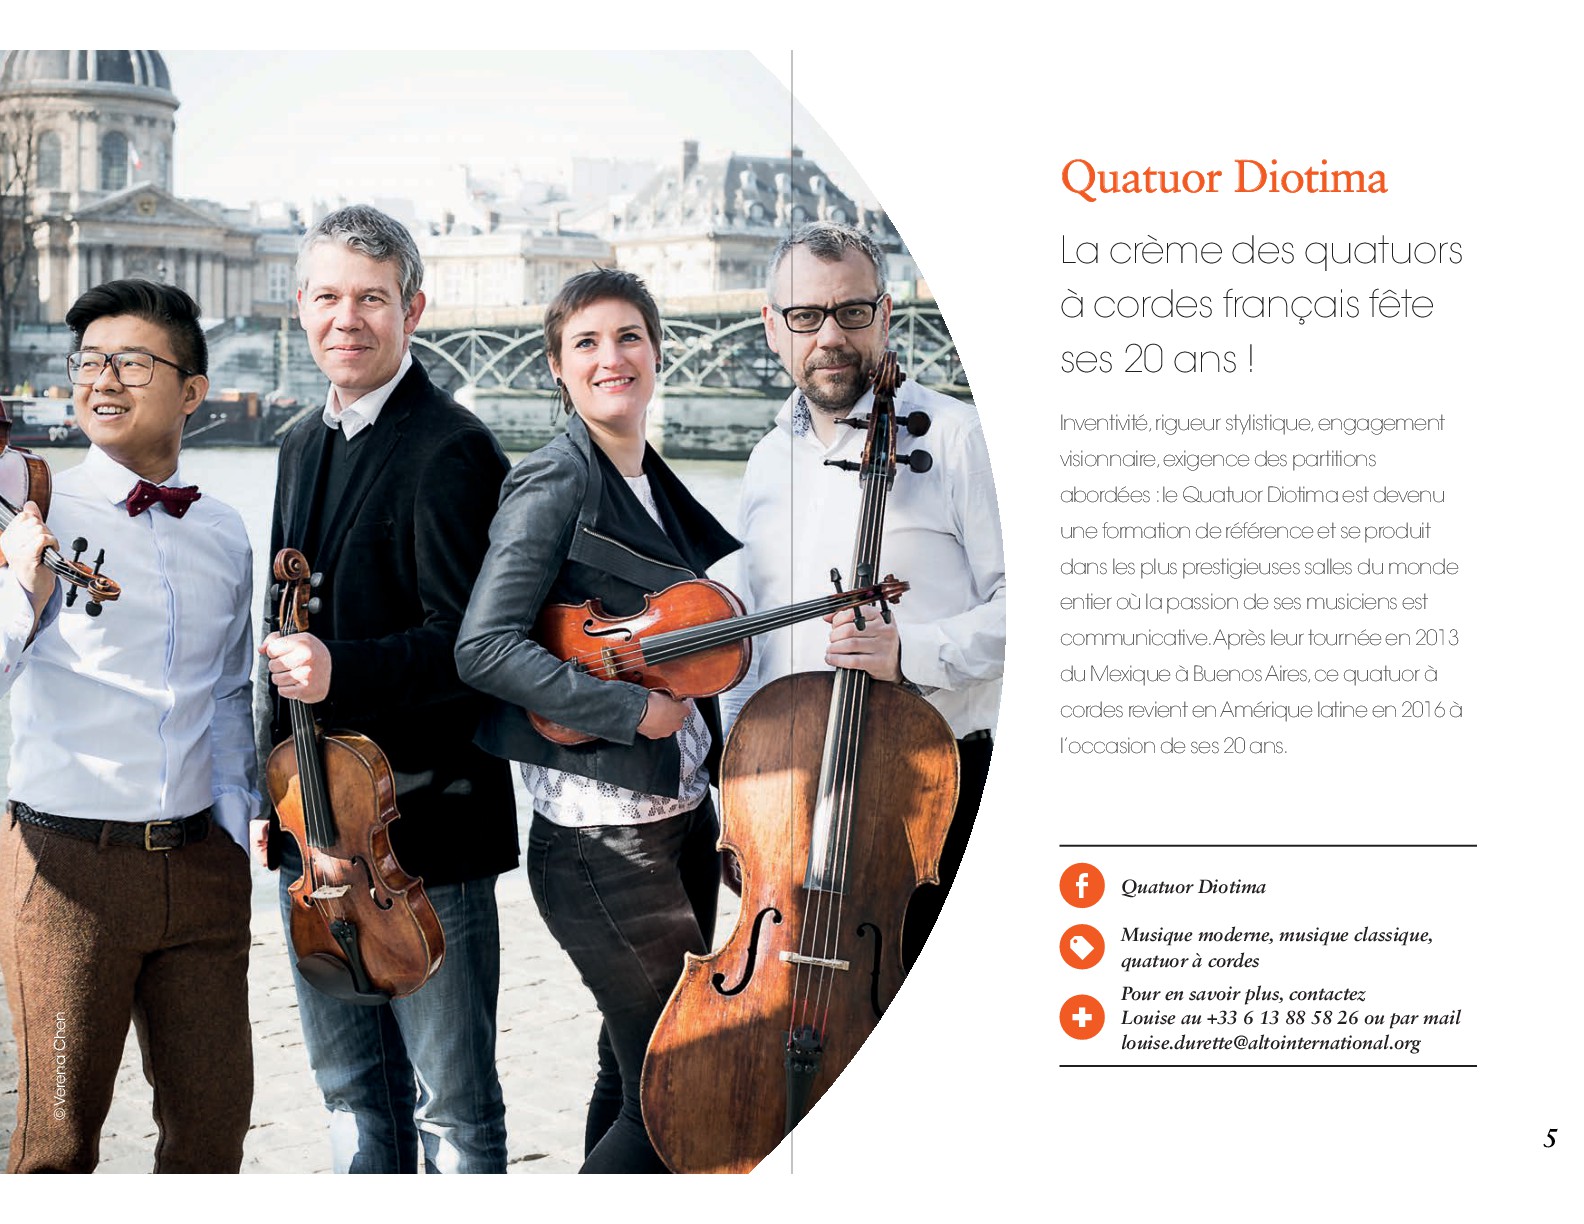 Quatuor Diotima
La crème des quatuors
à cordes français fête
ses 20 ans !
Inventivité, rigueur stylistique, engagement
visionnaire, exigence des partitions
abordées : le Quatuor Diotima est devenu
une formation de référence et se produit
dans les plus prestigieuses salles du monde
entier où la passion de ses musiciens est
communicative. Après leur tournée en 2013
du Mexique à Buenos Aires, ce quatuor à
cordes revient en Amérique latine en 2016 à
l'occasion de ses 20 ans.
Quatuor Diotima
Musique moderne, musique classique,
quatuor à cordes
Pour en savoir plus, contactez
Louise au +33 6 13 88 58 26 ou par mail
louise.durette@altointernational.org
© Verena Chen
5